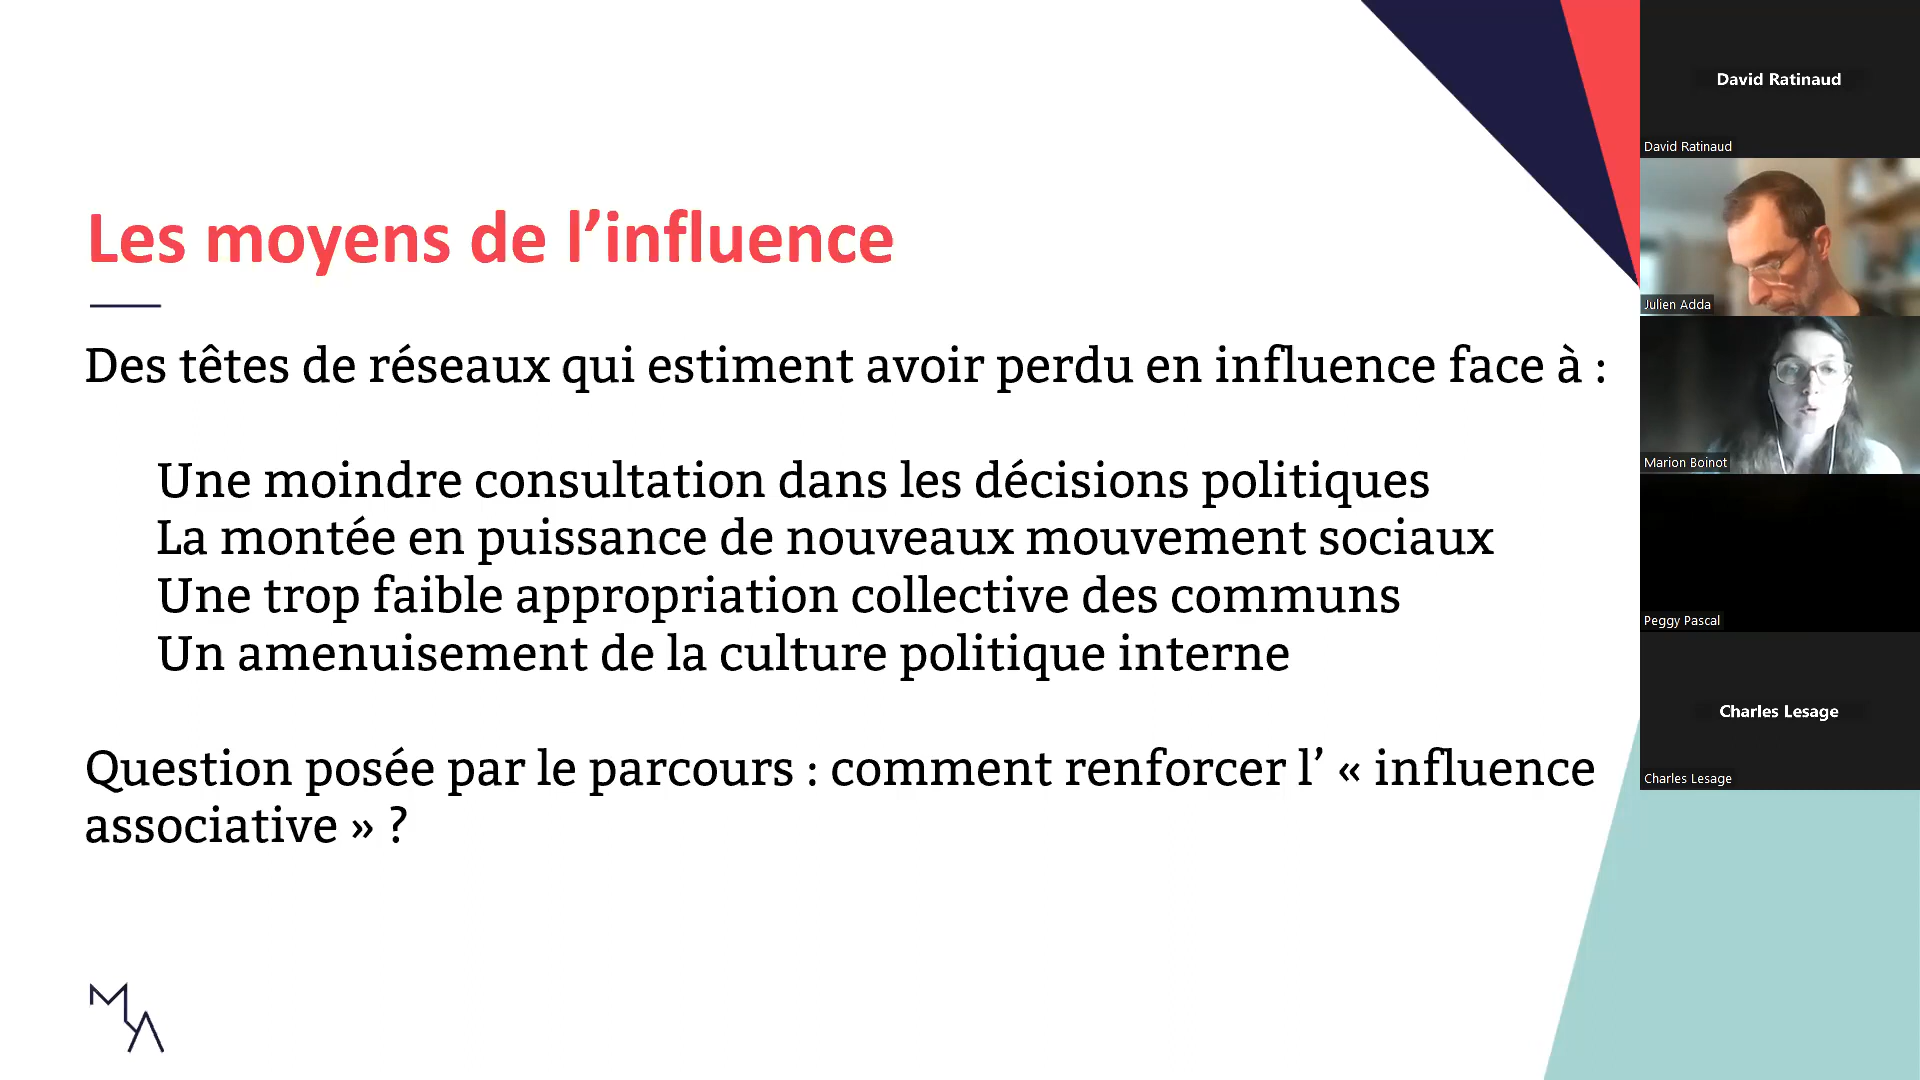 Les moyens de l’influence
Des têtes de réseaux qui estiment avoir perdu en influence face à :
Une moindre consultation dans les décisions politiques
La montée en puissance de nouveaux mouvement sociaux
Une trop faible appropriation collective des communs
Un amenuisement de la culture politique interne
Question posée par le parcours : comment renforcer l’ « influence
associative » ?
MA
David Ratinaud
David Ratinaud
Julien Adda
Marion Boinot
Peggy Pascal
Charles Lesage
Charles Lesage